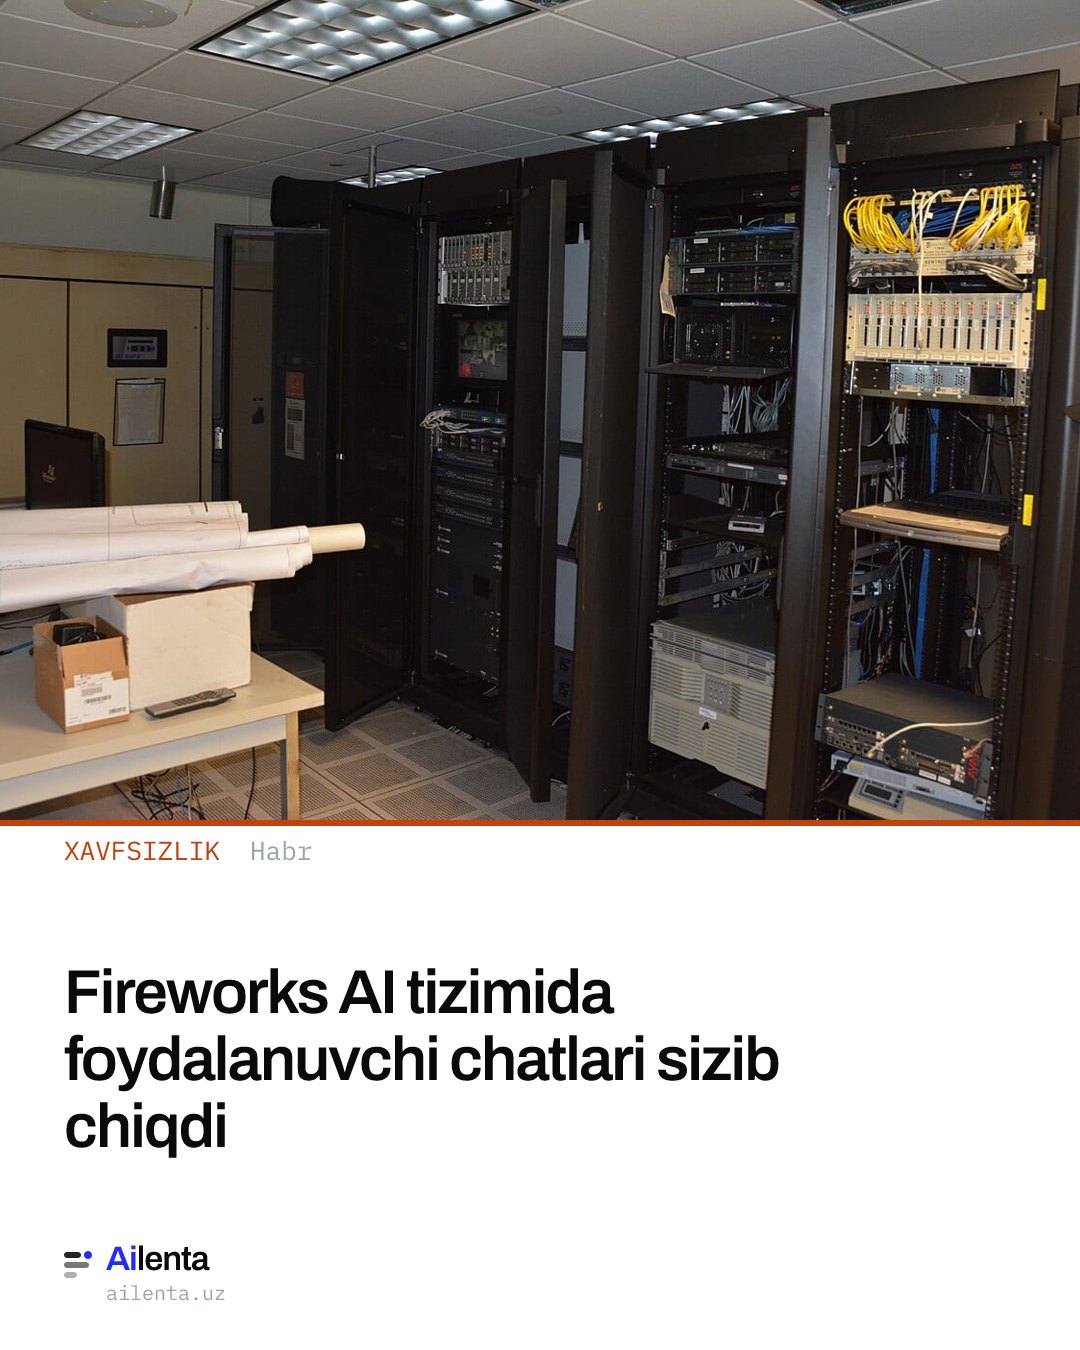 XAVFSIZLIK Habr
Fireworks AI tizimida
foydalanuvchi chatlari sizib
chiqdi
Ailenta
ailenta.uz